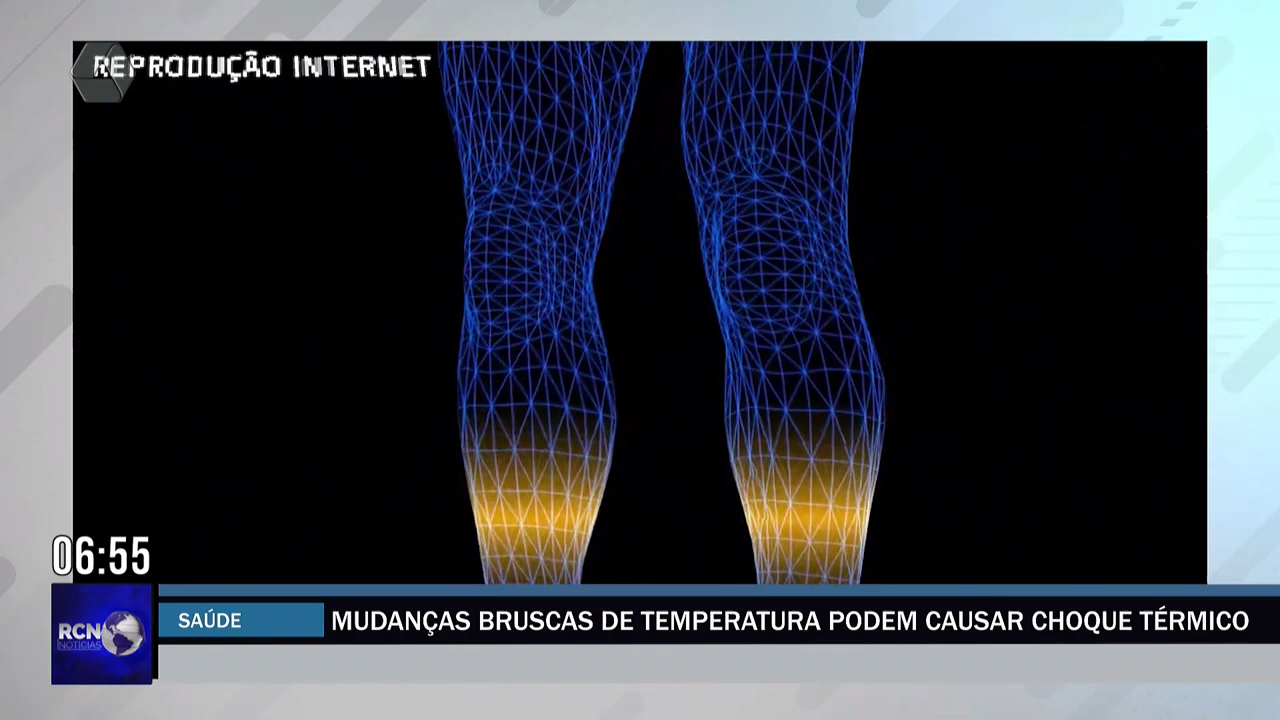 REPRODUÇÃO INTERNET
06:55
RCN
NOTÍCIAS
SAÚDE
MUDANÇAS BRUSCAS DE TEMPERATURA PODEM CAUSAR CHOQUE TÉRMICO